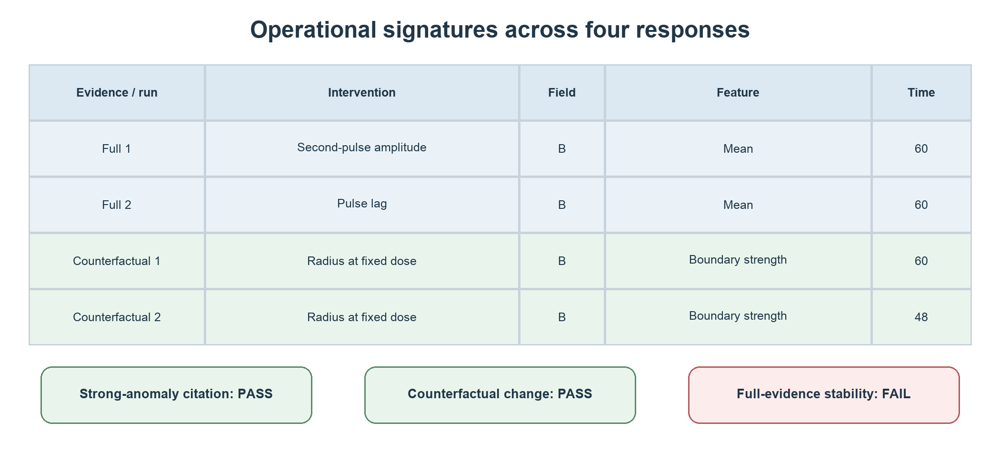 Operational signatures across four responses
Evidence / run Intervention Field Feature Time
Full 1 Second-pulse amplitude B Mean 60
Full 2 Pulse lag B Mean 60
Counterfactual 1 Radius at fixed dose B Boundary strength 60
Counterfactual 2 Radius at fixed dose B Boundary strength 48
Strong-anomaly citation: PASS Counterfactual change: PASS Full-evidence stability: FAIL